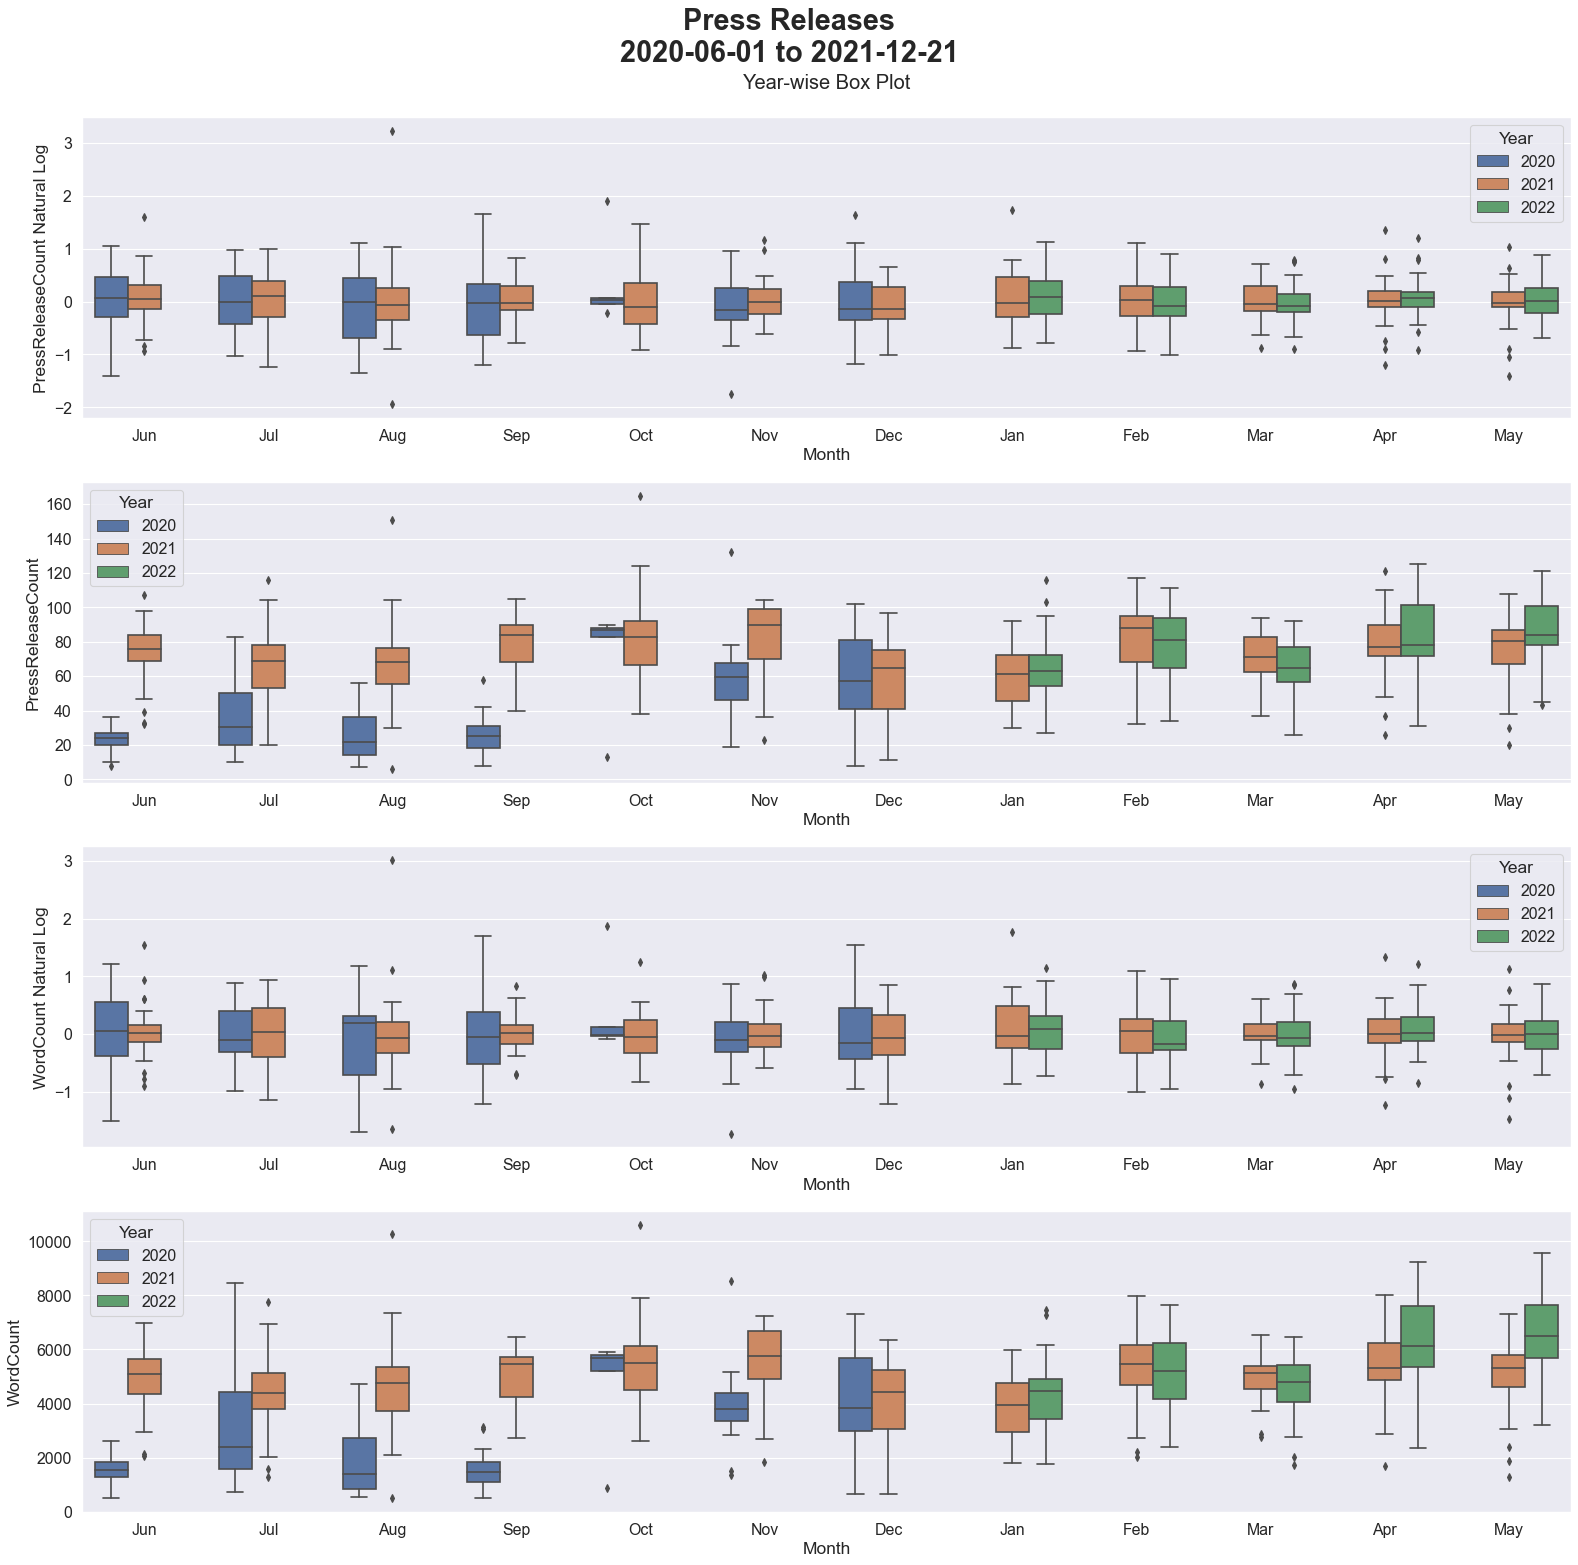 Press Releases
2020-06-01 to 2021-12-21
Year-wise Box Plot
PressReleaseCount Natural Log
3
2
1
0
−1
−2
Year
2020
2021
2022
Jun Jul Aug Sep Oct Nov Dec Jan Feb Mar Apr May
Month
PressReleaseCount
160
140
120
100
80
60
40
20
0
Year
2020
2021
2022
Jun Jul Aug Sep Oct Nov Dec Jan Feb Mar Apr May
Month
WordCount Natural Log
3
2
1
0
−1
Year
2020
2021
2022
Jun Jul Aug Sep Oct Nov Dec Jan Feb Mar Apr May
Month
WordCount
10000
8000
6000
4000
2000
0
Year
2020
2021
2022
Jun Jul Aug Sep Oct Nov Dec Jan Feb Mar Apr May
Month